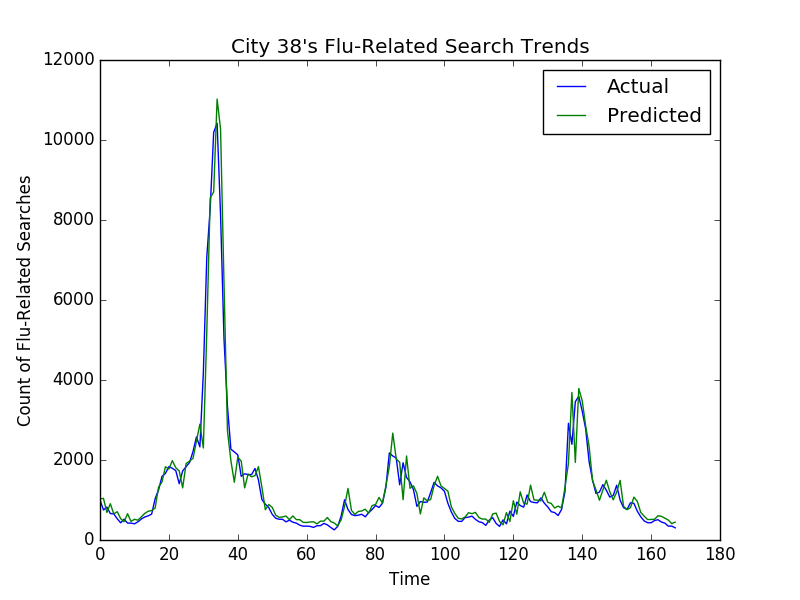 City 38's Flu-Related Search Trends
12000
10000
8000
6000
4000
2000
0
Count of Flu-Related Searches
Actual
Predicted
0 20 40 60 80 100 120 140 160 180
Time